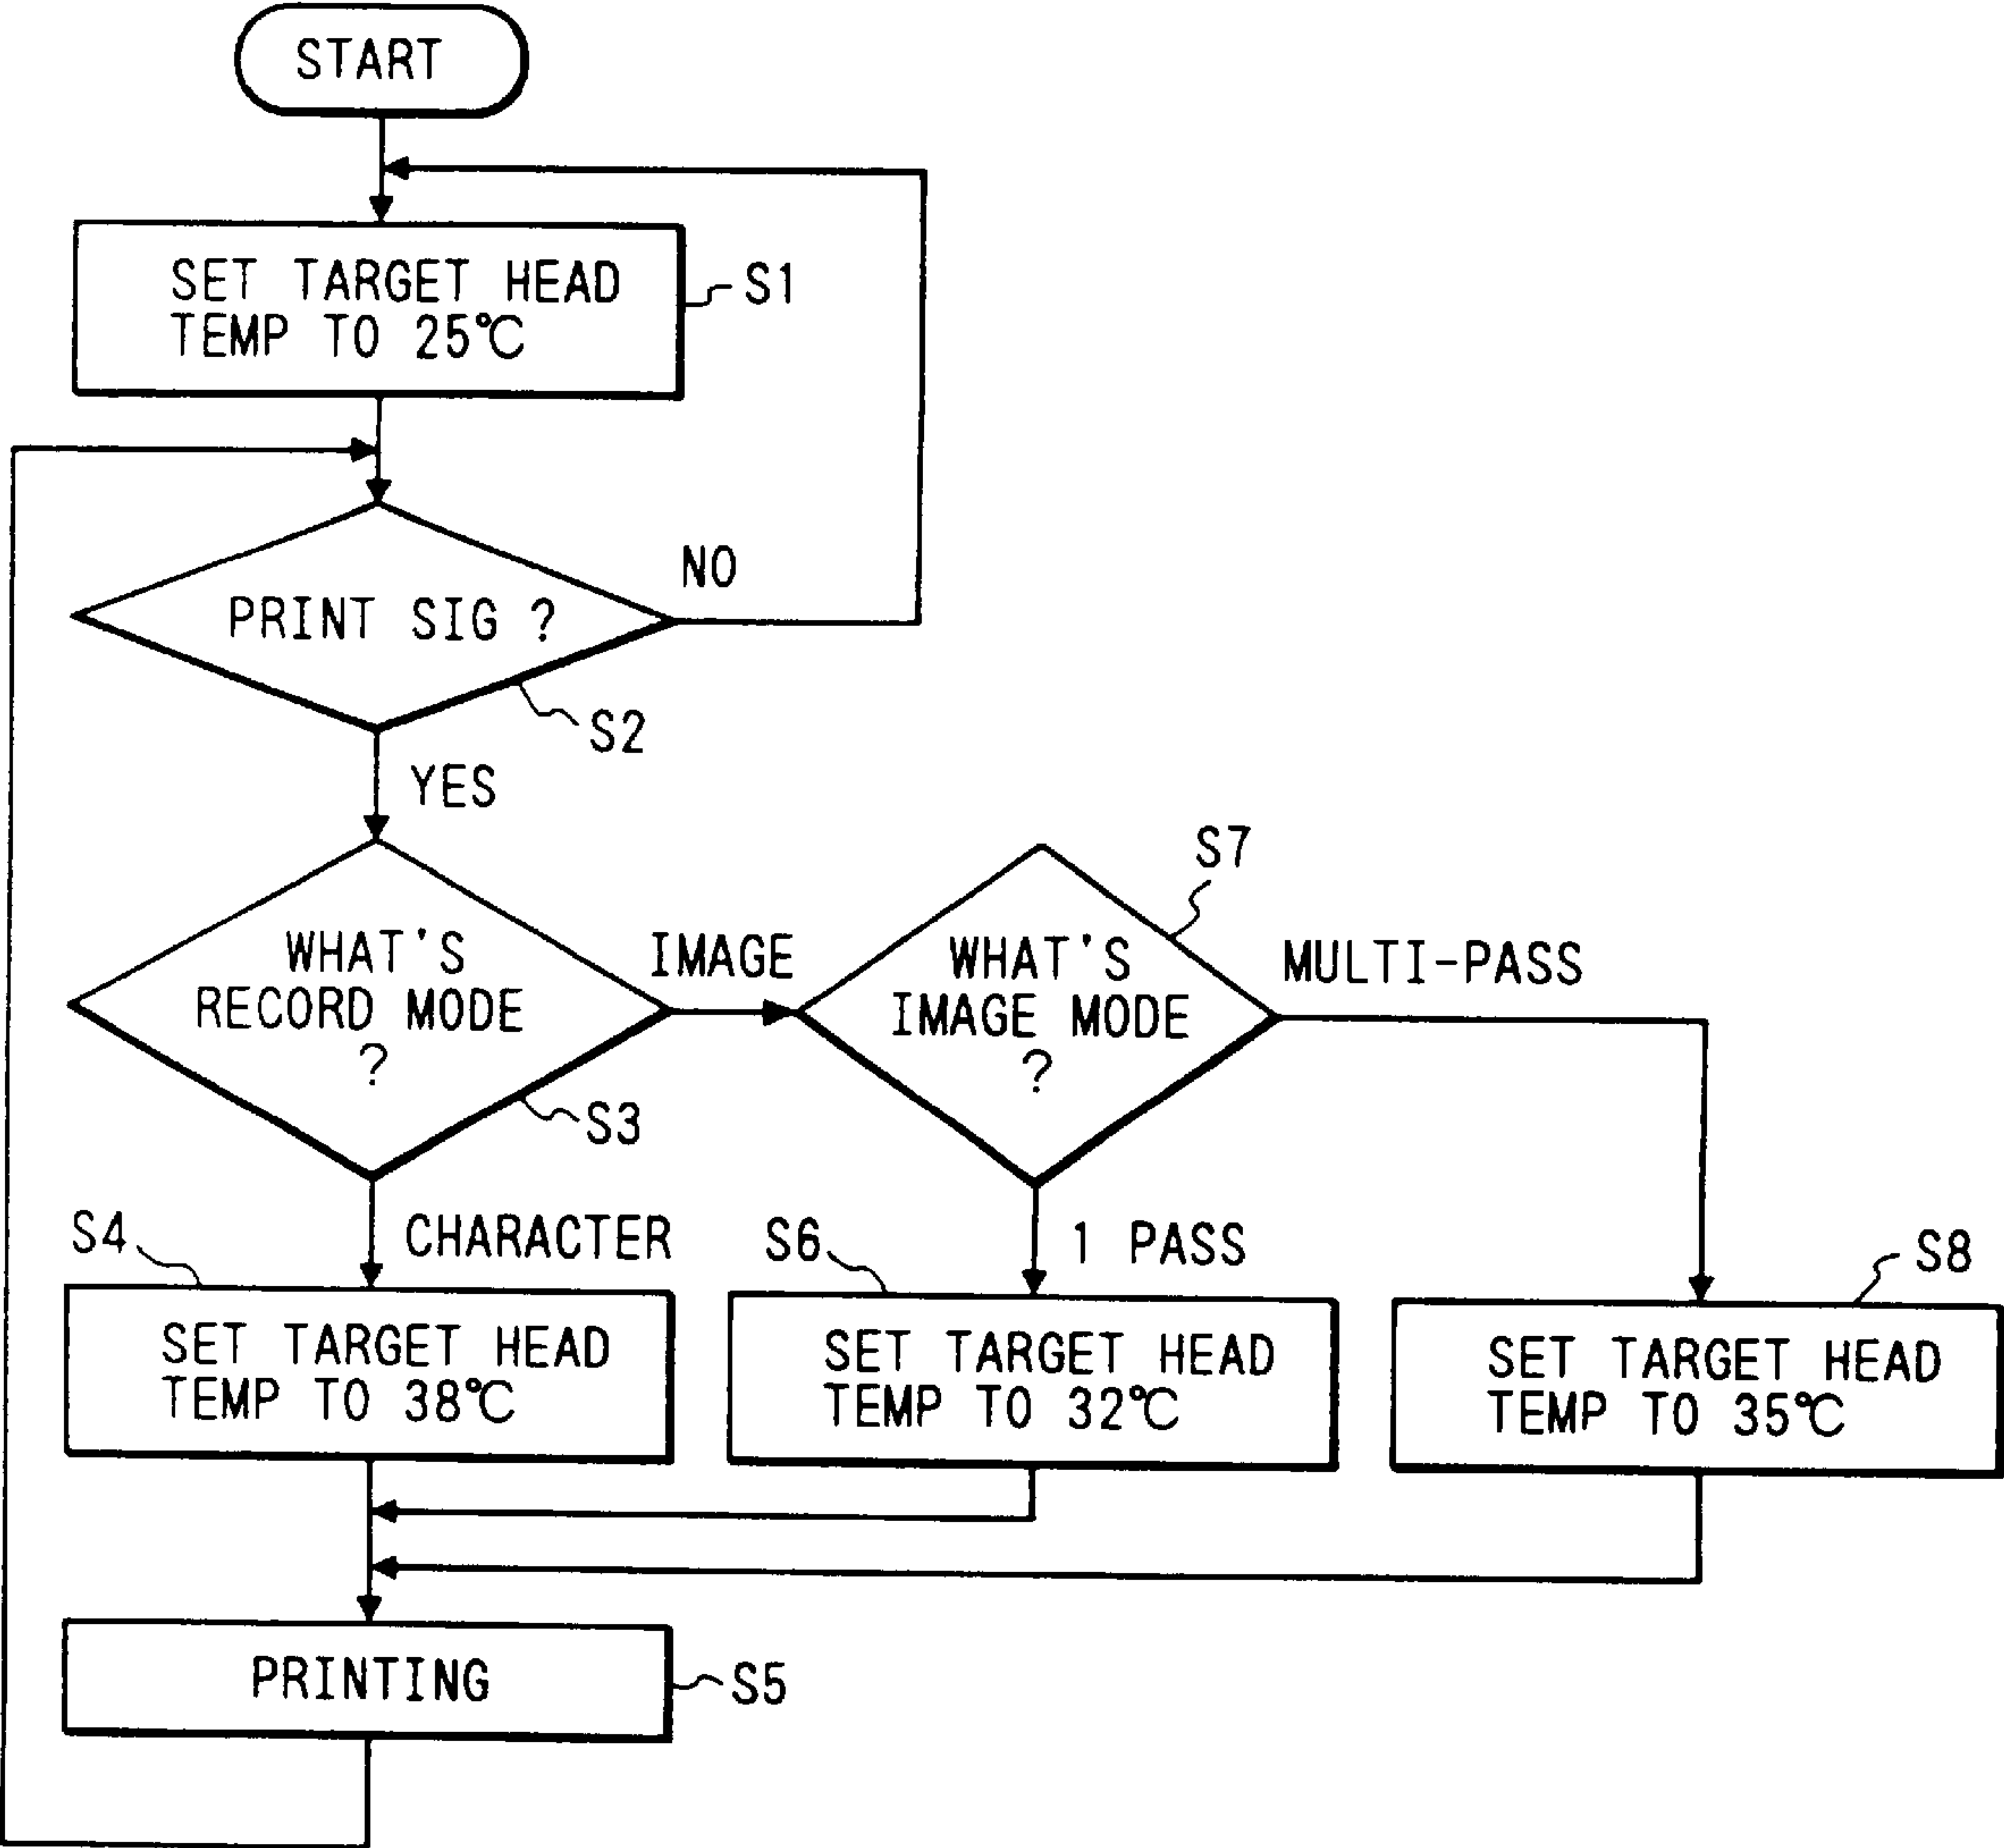 START
SET TARGET HEAD
TEMP TO 25℃
S1
PRINT SIG ?
NO
S2
YES
WHAT'S
RECORD MODE
?
S3
IMAGE
WHAT'S
IMAGE MODE
?
S7
MULTI-PASS
CHARACTER
S4
SET TARGET HEAD
TEMP TO 38℃
1 PASS
S6
SET TARGET HEAD
TEMP TO 32℃
S8
SET TARGET HEAD
TEMP TO 35℃
PRINTING
S5